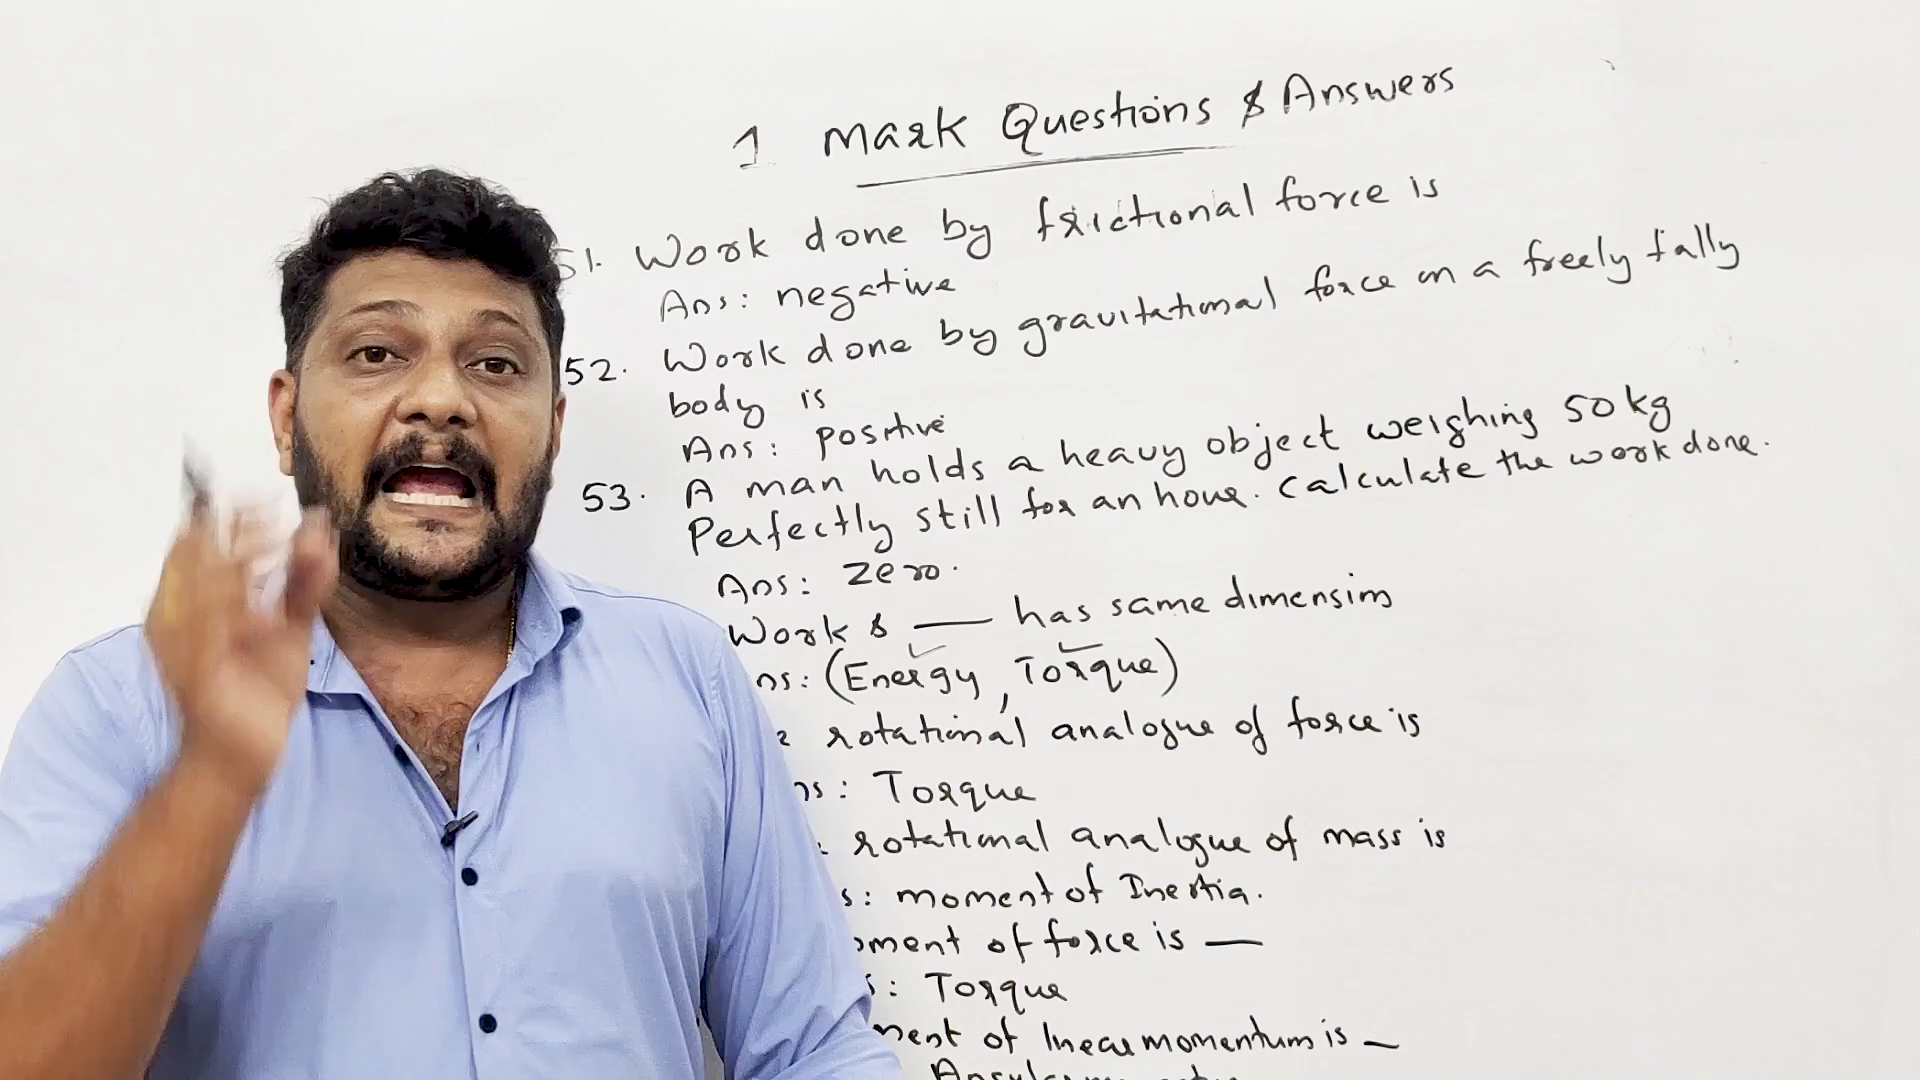 1 Mark Questions & Answers
51. Work done by frictional force is
Ans: negative
52. Work done by gravitational force on a freely fally
body is
Ans: positive
53. A man holds a heavy object weighing 50kg
Perfectly still for an hour. Calculate the work done.
Ans: Zero.
Work & — has same dimension
ns: (Energy, Torque)
rotational analogue of force is
ns: Torque
rotational analogue of mass is
s: moment of Inertia.
oment of force is —
s: Torque
ment of linear momentum is —